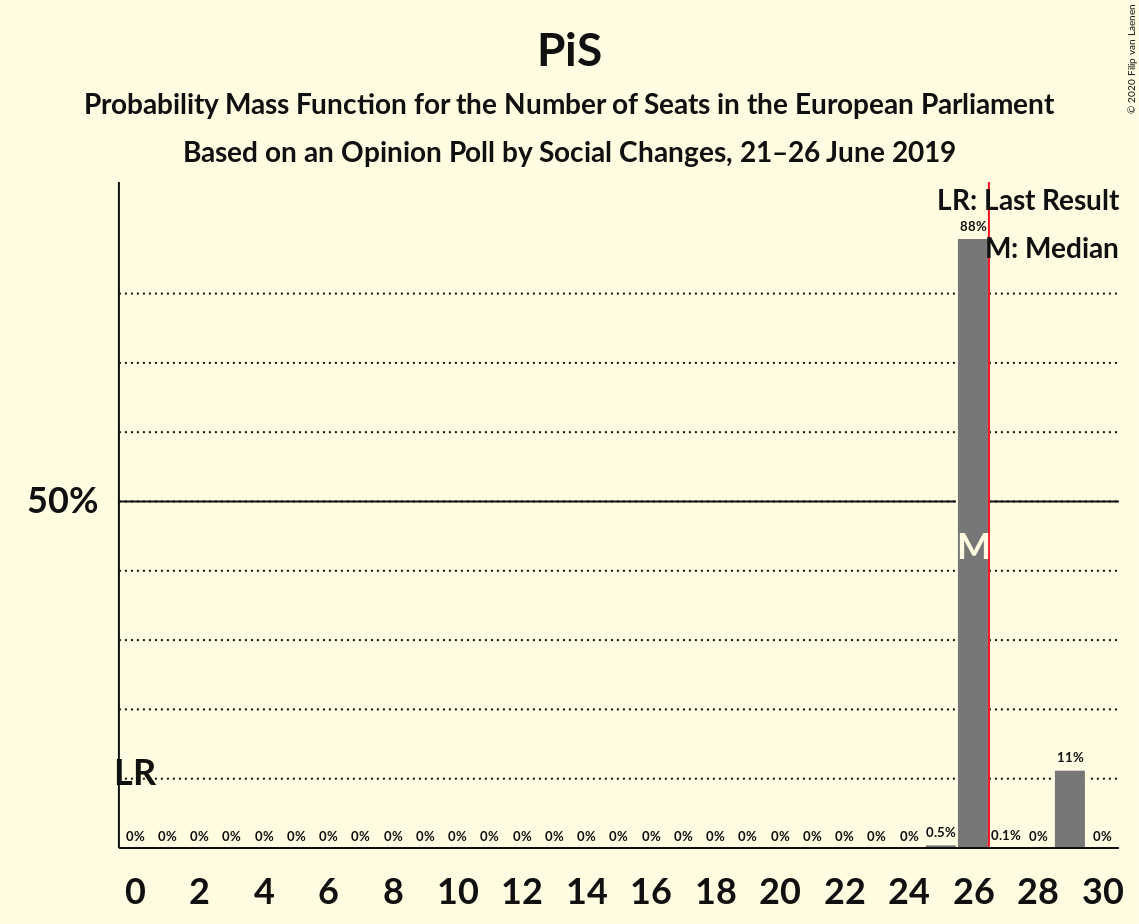 PiS
Probability Mass Function for the Number of Seats in the European Parliament
Based on an Opinion Poll by Social Changes, 21–26 June 2019
© 2020 Filip van Laenen
LR: Last Result
M: Median
88%
50%
M
LR
11%
0% 0% 0% 0% 0% 0% 0% 0% 0% 0% 0% 0% 0% 0% 0% 0% 0% 0% 0% 0% 0% 0% 0% 0% 0% 0.5% 0.1% 0% 0%
0 2 4 6 8 10 12 14 16 18 20 22 24 26 28 30